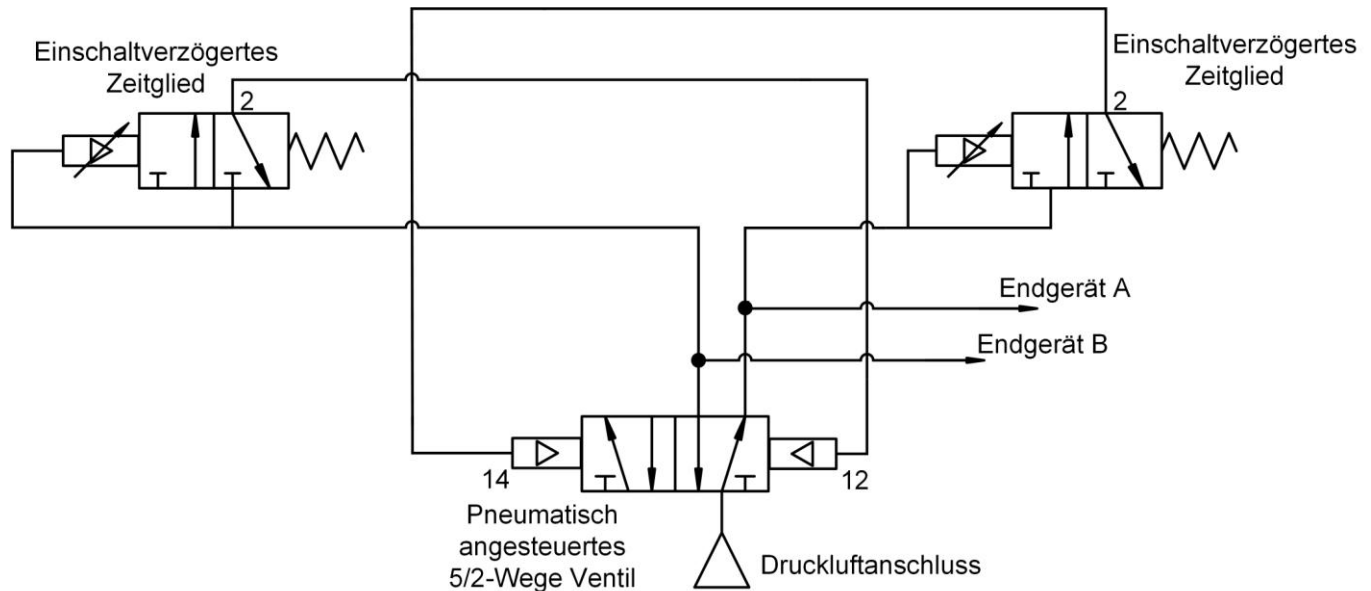 Einschaltverzögertes
Zeitglied
2
Einschaltverzögertes
Zeitglied
2
Endgerät A
Endgerät B
14
12
Pneumatisch
angesteuertes
5/2-Wege Ventil
Druckluftanschluss